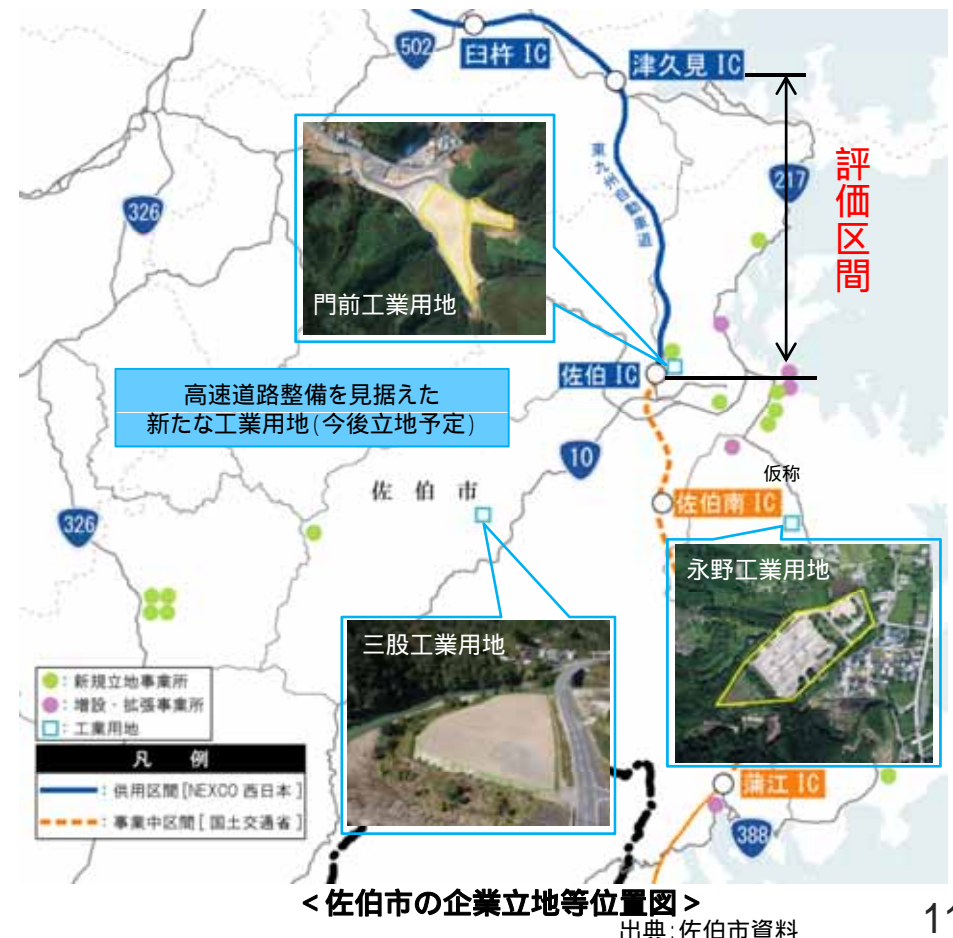 502
臼杵 IC
津久見 IC
東九州自動車道
評価区間
217
326
門前工業用地
佐伯 IC
高速道路整備を見据えた
新たな工業用地(今後立地予定)
10
佐伯市
仮称
佐伯南 IC
326
永野工業用地
三股工業用地
：新規立地事業所
：増設・拡張事業所
：工業用地
凡 例
：供用区間[NEXCO 西日本]
：事業中区間[国土交通省]
蒲江 IC
388
<佐伯市の企業立地等位置図>
出典:佐伯市資料
11